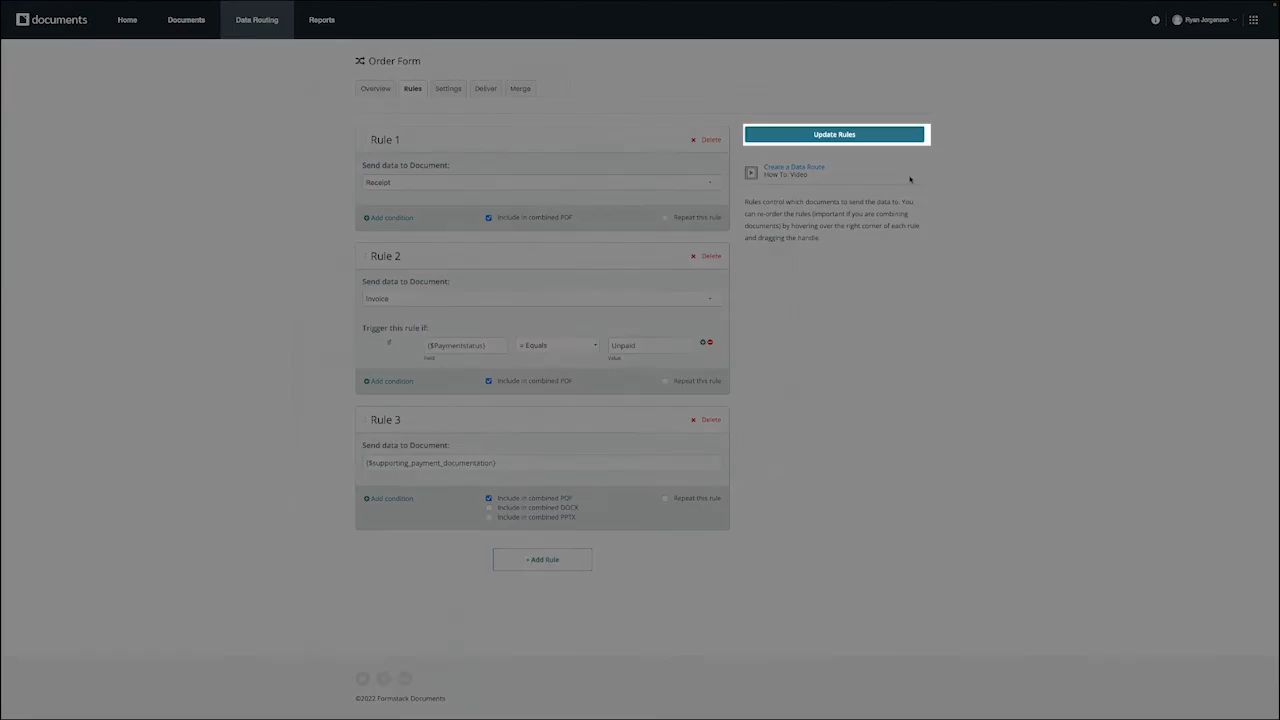 documents
Home
Documents
Data Routing
Reports
Ryan Jorgensen
Order Form
Overview
Rules
Settings
Deliver
Merge
Rule 1
Delete
Send data to Document:
Receipt
Add condition
Include in combined PDF
Repeat this rule
Rule 2
Delete
Send data to Document:
Invoice
Trigger this rule if:
If
{$Paymentstatus}
= Equals
Unpaid
Field
Value
Add condition
Include in combined PDF
Repeat this rule
Rule 3
Delete
Send data to Document:
{$supporting_payment_documentation}
Add condition
Include in combined PDF
Repeat this rule
Include in combined DOCX
Include in combined PPTX
+ Add Rule
Update Rules
Create a Data Route
How To: Video
Rules control which documents to send the data to. You
can re-order the rules (important if you are combining
documents) by hovering over the right corner of each rule
and dragging the handle.
©2022 Formstack Documents